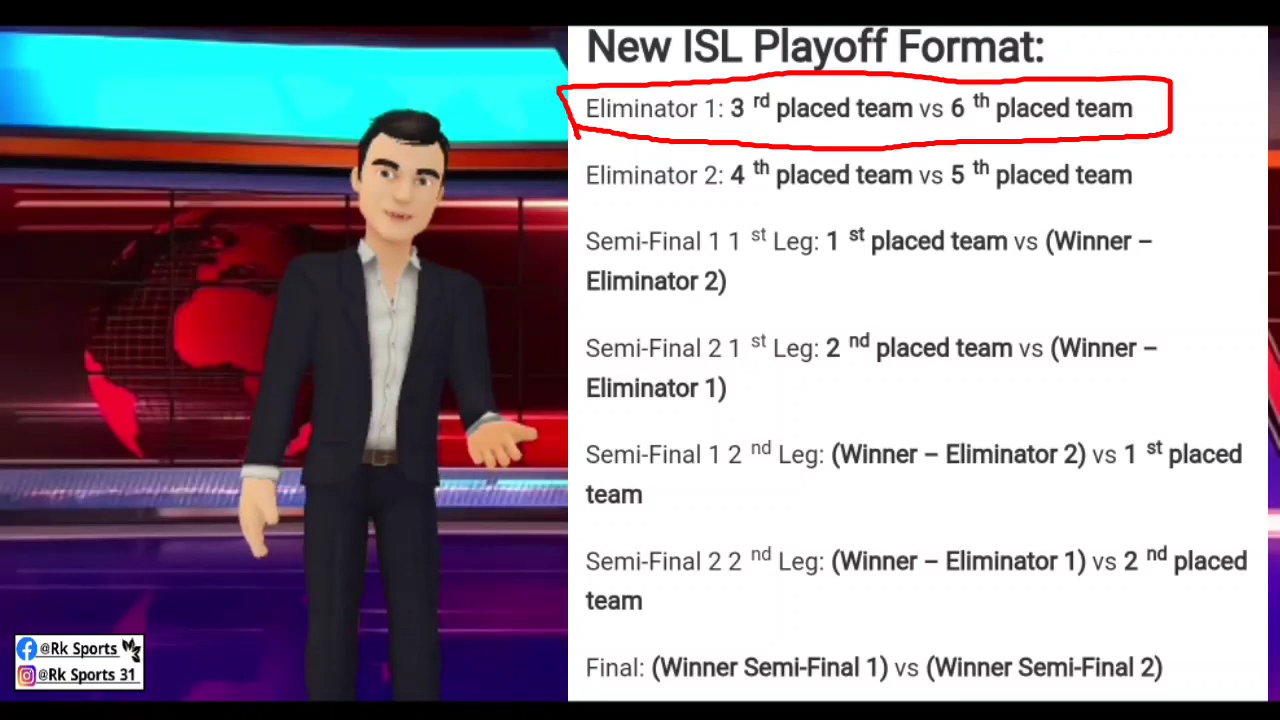 New ISL Playoff Format:
Eliminator 1: 3 rd placed team vs 6 th placed team
Eliminator 2: 4 th placed team vs 5 th placed team
Semi-Final 1 1 st Leg: 1 st placed team vs (Winner –
Eliminator 2)
Semi-Final 2 1 st Leg: 2 nd placed team vs (Winner –
Eliminator 1)
Semi-Final 1 2 nd Leg: (Winner – Eliminator 2) vs 1 st placed
team
Semi-Final 2 2 nd Leg: (Winner – Eliminator 1) vs 2 nd placed
team
Final: (Winner Semi-Final 1) vs (Winner Semi-Final 2)
@Rk Sports
@Rk Sports 31